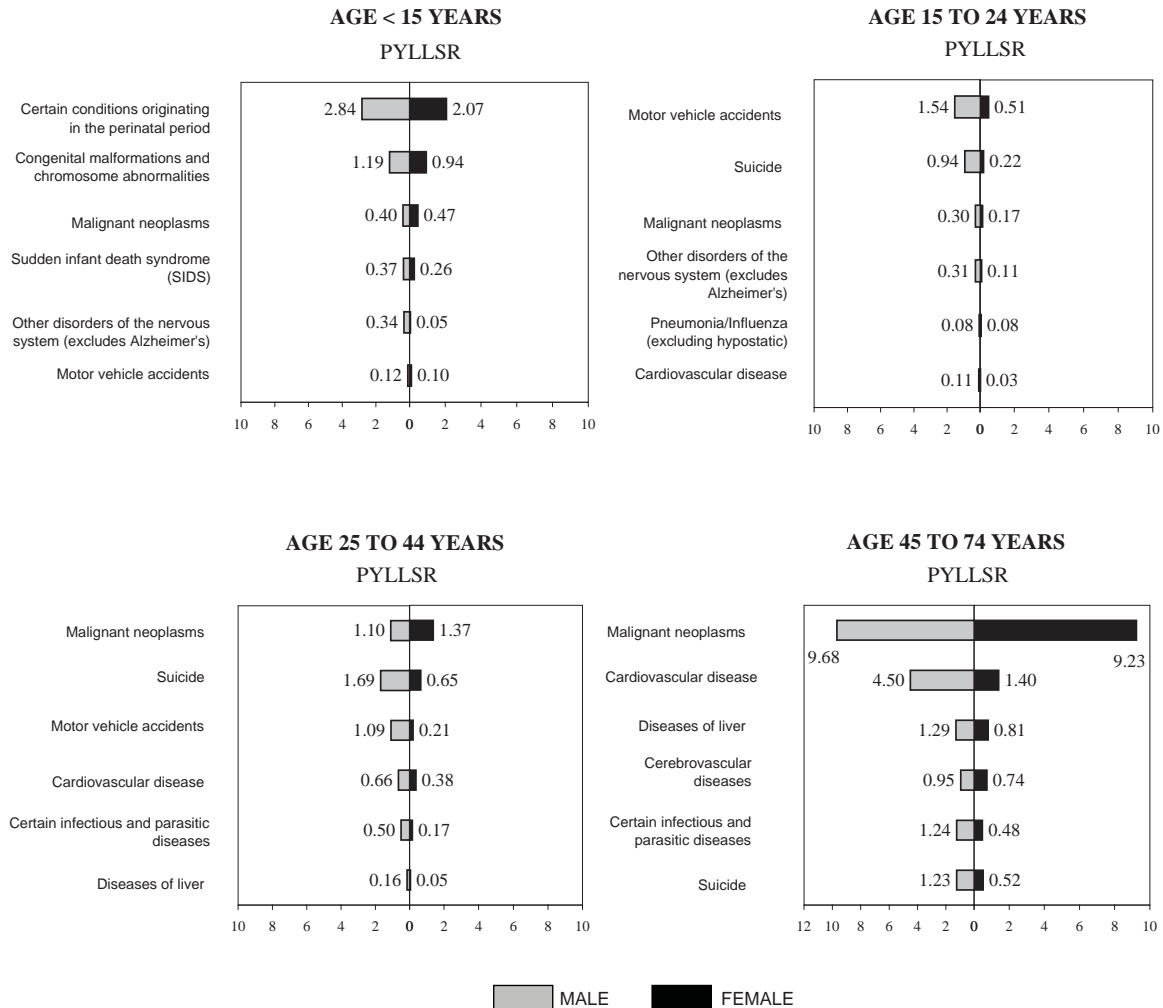 AGE < 15 YEARS
PYLLSR
Certain conditions originating
in the perinatal period
2.84
2.07
Congenital malformations and
chromosome abnormalities
1.19
0.94
Malignant neoplasms
0.40
0.47
Sudden infant death syndrome
(SIDS)
0.37
0.26
Other disorders of the nervous
system (excludes Alzheimer's)
0.34
0.05
Motor vehicle accidents
0.12
0.10
10 8 6 4 2 0 2 4 6 8 10
AGE 15 TO 24 YEARS
PYLLSR
Motor vehicle accidents
1.54
0.51
Suicide
0.94
0.22
Malignant neoplasms
0.30
0.17
Other disorders of the
nervous system (excludes
Alzheimer's)
0.31
0.11
Pneumonia/Influenza
(excluding hypostatic)
0.08
0.08
Cardiovascular disease
0.11
0.03
10 8 6 4 2 0 2 4 6 8 10
AGE 25 TO 44 YEARS
PYLLSR
Malignant neoplasms
1.10
1.37
Suicide
1.69
0.65
Motor vehicle accidents
1.09
0.21
Cardiovascular disease
0.66
0.38
Certain infectious and parasitic
diseases
0.50
0.17
Diseases of liver
0.16
0.05
10 8 6 4 2 0 2 4 6 8 10
AGE 45 TO 74 YEARS
PYLLSR
Malignant neoplasms
9.68
9.23
Cardiovascular disease
4.50
1.40
Diseases of liver
1.29
0.81
Cerebrovascular
diseases
0.95
0.74
Certain infectious and
parasitic diseases
1.24
0.48
Suicide
1.23
0.52
12 10 8 6 4 2 0 2 4 6 8 10
MALE
FEMALE